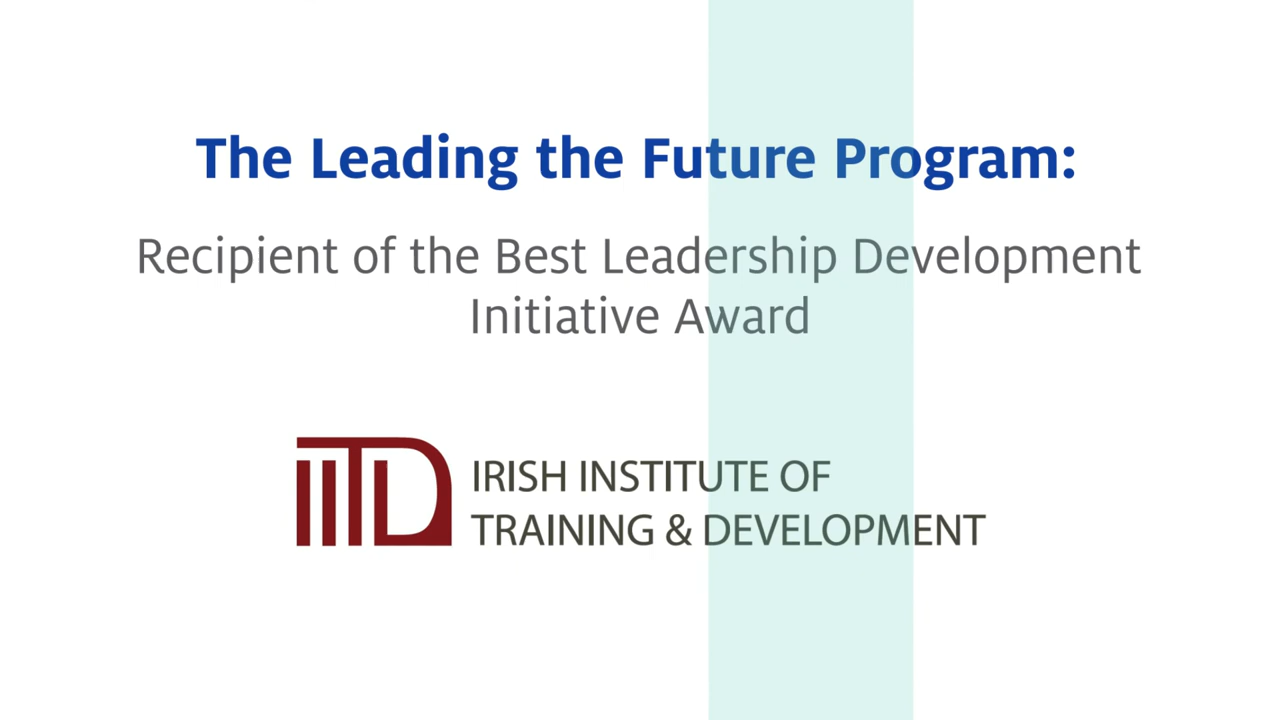 The Leading the Future Program:
Recipient of the Best Leadership Development
Initiative Award
IITD
IRISH INSTITUTE OF
TRAINING & DEVELOPMENT